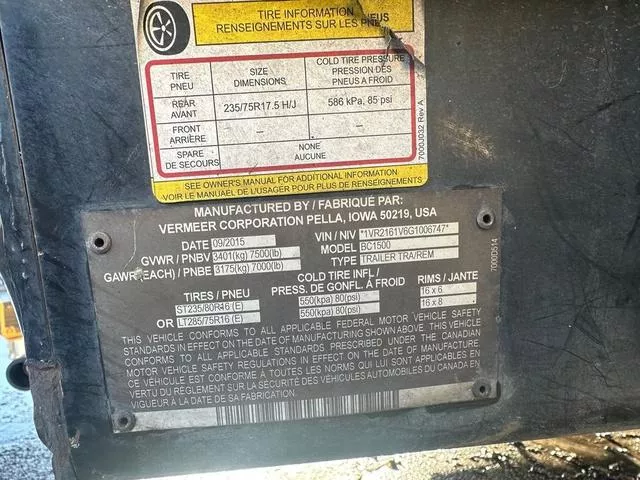 TIRE INFORMATION
RENSEIGNEMENTS SUR LES PNEUS
TIRE
PNEU
SIZE
DIMENSIONS
COLD TIRE PRESSURE
PRESSION DES
PNEUS A FROID
REAR
AVANT
235/75R17.5 H/J
586 kPa, 85 psi
FRONT
ARRIÈRE
–
–
SPARE
DE SECOURS
NONE
AUCUNE
SEE OWNER'S MANUAL FOR ADDITIONAL INFORMATION
VOIR LE MANUEL DE L'USAGER POUR PLUS DE RENSEIGNEMENTS
7000J032 Rev A
MANUFACTURED BY / FABRIQUÉ PAR:
VERMEER CORPORATION PELLA, IOWA 50219, USA
DATE 09/2015
VIN / NIV *1VR2161V6G1006747*
GVWR / PNBV 3401(kg) 7500(lb)
MODEL BC1500
GAWR (EACH) / PNBE 3175(kg) 7000(lb)
TYPE TRAILER TRA/REM
COLD TIRE INFL /
TIRES / PNEU
PRESS. DE GONFL. À FROID
RIMS / JANTE
ST235/80R16 (E)
550(kpa) 80(psi)
16 x 6
OR LT285/75R16 (E)
550(kpa) 80(psi)
16 x 8
THIS VEHICLE CONFORMS TO ALL APPLICABLE FEDERAL MOTOR VEHICLE SAFETY
STANDARDS IN EFFECT ON THE DATE OF MANUFACTURING SHOWN ABOVE. THIS VEHICLE
CONFORMS TO ALL APPLICABLE STANDARDS PRESCRIBED UNDER THE CANADIAN
MOTOR VEHICLE SAFETY REGULATIONS IN EFFECT ON THE DATE OF MANUFACTURE.
CE VÉHICULE EST CONFORME À TOUTES LES NORMES QUI LUI SONT APPLICABLES EN
VERTU DU RÈGLEMENT SUR LA SÉCURITÉ DES VÉHICULES AUTOMOBILES DU CANADA EN
VIGUEUR À LA DATE DE SA FABRICATION.
7000D514